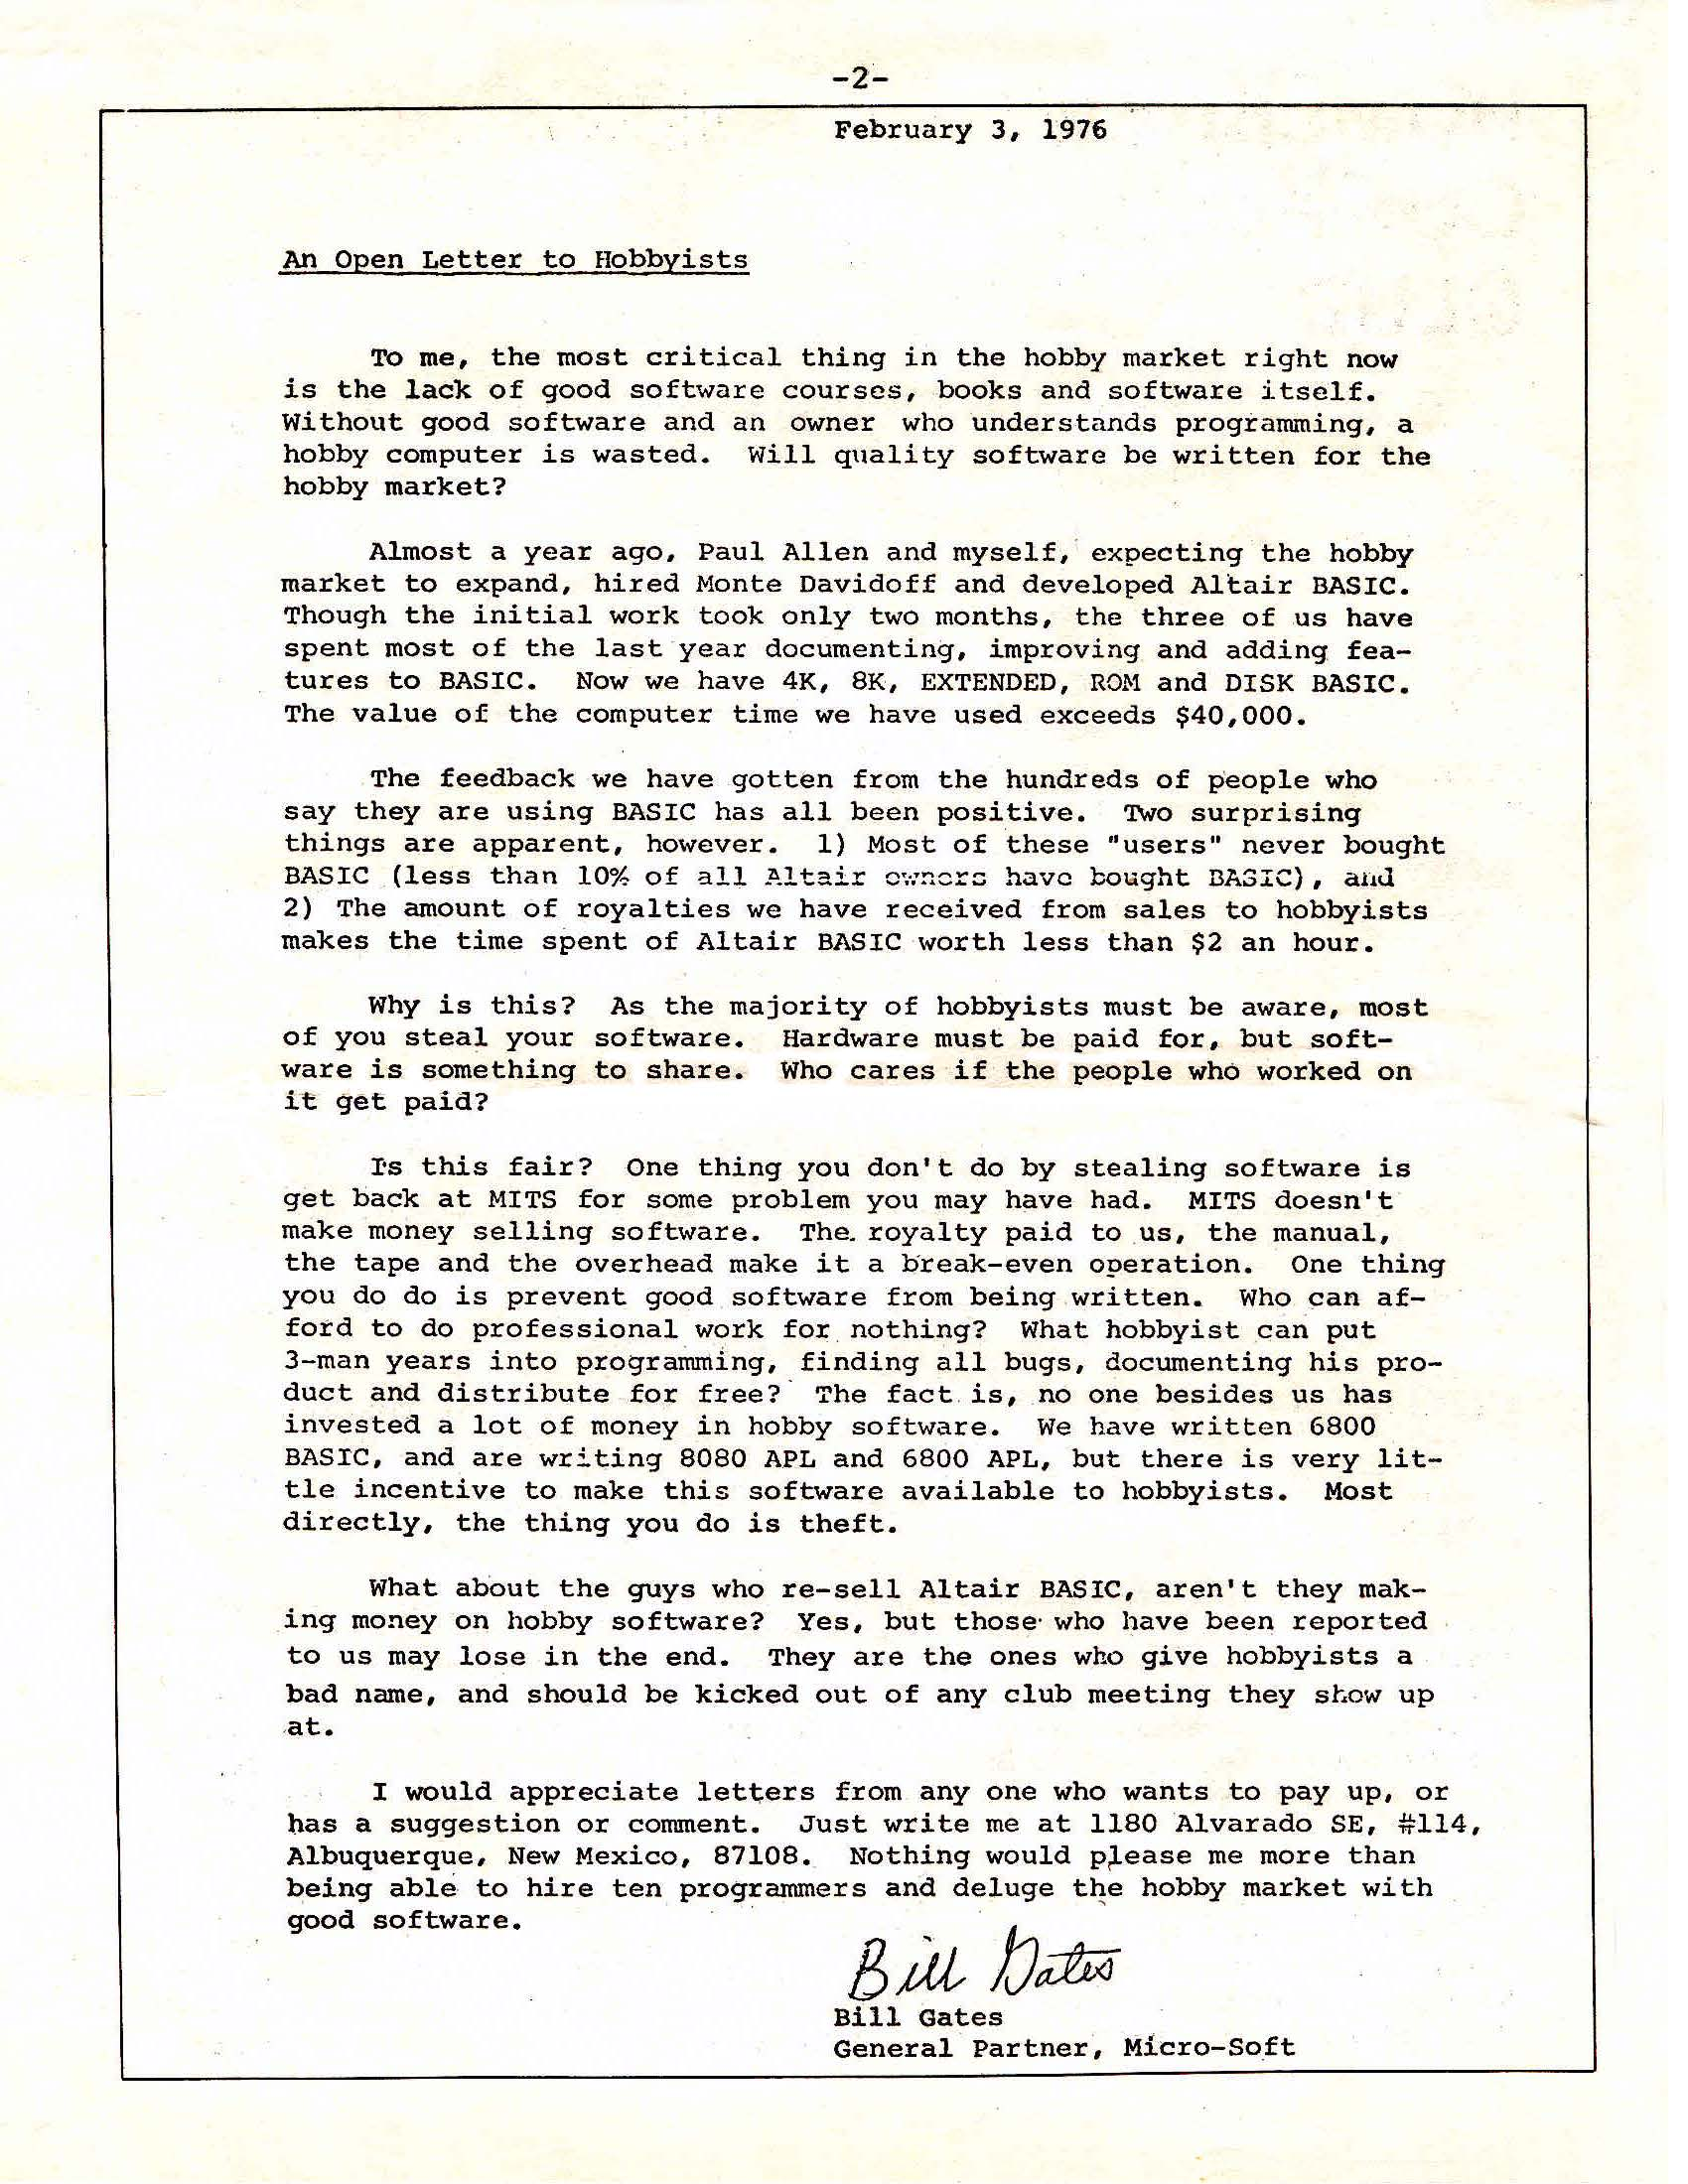 -2-
February 3, 1976
An Open Letter to Hobbyists
To me, the most critical thing in the hobby market right now
is the lack of good software courses, books and software itself.
Without good software and an owner who understands programming, a
hobby computer is wasted. Will quality software be written for the
hobby market?
Almost a year ago, Paul Allen and myself, expecting the hobby
market to expand, hired Monte Davidoff and developed Altair BASIC.
Though the initial work took only two months, the three of us have
spent most of the last year documenting, improving and adding fea-
tures to BASIC. Now we have 4K, 8K, EXTENDED, ROM and DISK BASIC.
The value of the computer time we have used exceeds $40,000.
The feedback we have gotten from the hundreds of people who
say they are using BASIC has all been positive. Two surprising
things are apparent, however. 1) Most of these "users" never bought
BASIC (less than 10% of all Altair owners have bought BASIC), and
2) The amount of royalties we have received from sales to hobbyists
makes the time spent of Altair BASIC worth less than $2 an hour.
Why is this? As the majority of hobbyists must be aware, most
of you steal your software. Hardware must be paid for, but soft-
ware is something to share. Who cares if the people who worked on
it get paid?
Is this fair? One thing you don't do by stealing software is
get back at MITS for some problem you may have had. MITS doesn't
make money selling software. The royalty paid to us, the manual,
the tape and the overhead make it a break-even operation. One thing
you do do is prevent good software from being written. Who can af-
ford to do professional work for nothing? What hobbyist can put
3-man years into programming, finding all bugs, documenting his pro-
duct and distribute for free? The fact is, no one besides us has
invested a lot of money in hobby software. We have written 6800
BASIC, and are writing 8080 APL and 6800 APL, but there is very lit-
tle incentive to make this software available to hobbyists. Most
directly, the thing you do is theft.
What about the guys who re-sell Altair BASIC, aren't they mak-
ing money on hobby software? Yes, but those who have been reported
to us may lose in the end. They are the ones who give hobbyists a
bad name, and should be kicked out of any club meeting they show up
at.
I would appreciate letters from any one who wants to pay up, or
has a suggestion or comment. Just write me at 1180 Alvarado SE, #114,
Albuquerque, New Mexico, 87108. Nothing would please me more than
being able to hire ten programmers and deluge the hobby market with
good software.
Bill Gates
Bill Gates
General Partner, Micro-Soft